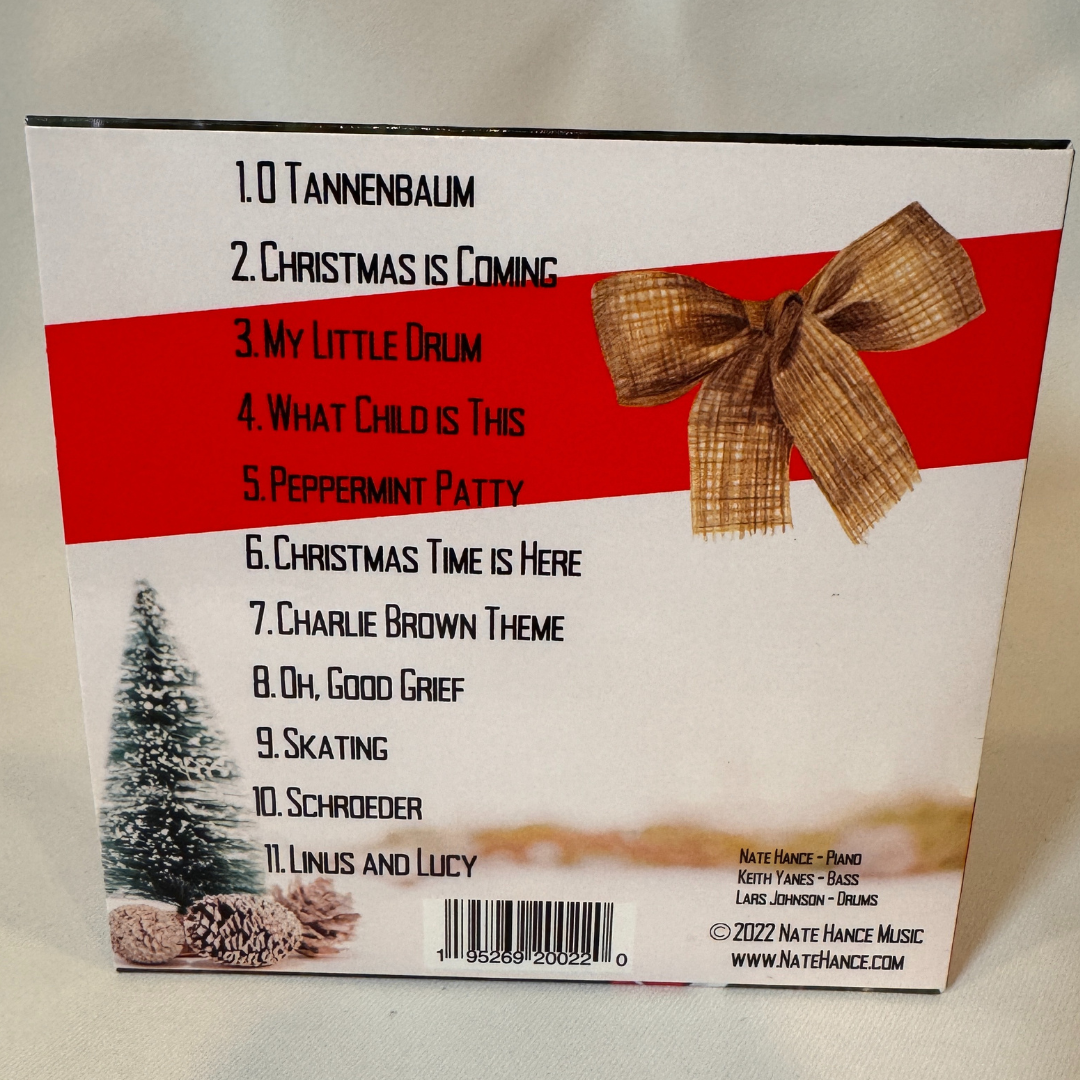 1. O Tannenbaum
2. Christmas is Coming
3. My Little Drum
4. What Child is This
5. Peppermint Patty
6. Christmas Time is Here
7. Charlie Brown Theme
8. Oh, Good Grief
9. Skating
10. Schroeder
11. Linus and Lucy
Nate Hance - Piano
Keith Yanes - Bass
Lars Johnson - Drums
© 2022 Nate Hance Music
www.NateHance.com
1 95269 20022 0